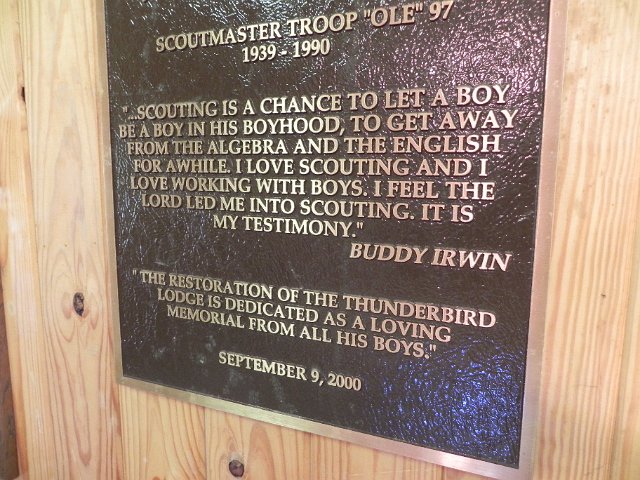 SCOUTMASTER TROOP "OLE" 97
1939 - 1990
"...SCOUTING IS A CHANCE TO LET A BOY
BE A BOY IN HIS BOYHOOD, TO GET AWAY
FROM THE ALGEBRA AND THE ENGLISH
FOR AWHILE. I LOVE SCOUTING AND I
LOVE WORKING WITH BOYS. I FEEL THE
LORD LED ME INTO SCOUTING. IT IS
MY TESTIMONY."
BUDDY IRWIN
" THE RESTORATION OF THE THUNDERBIRD
LODGE IS DEDICATED AS A LOVING
MEMORIAL FROM ALL HIS BOYS."
SEPTEMBER 9, 2000